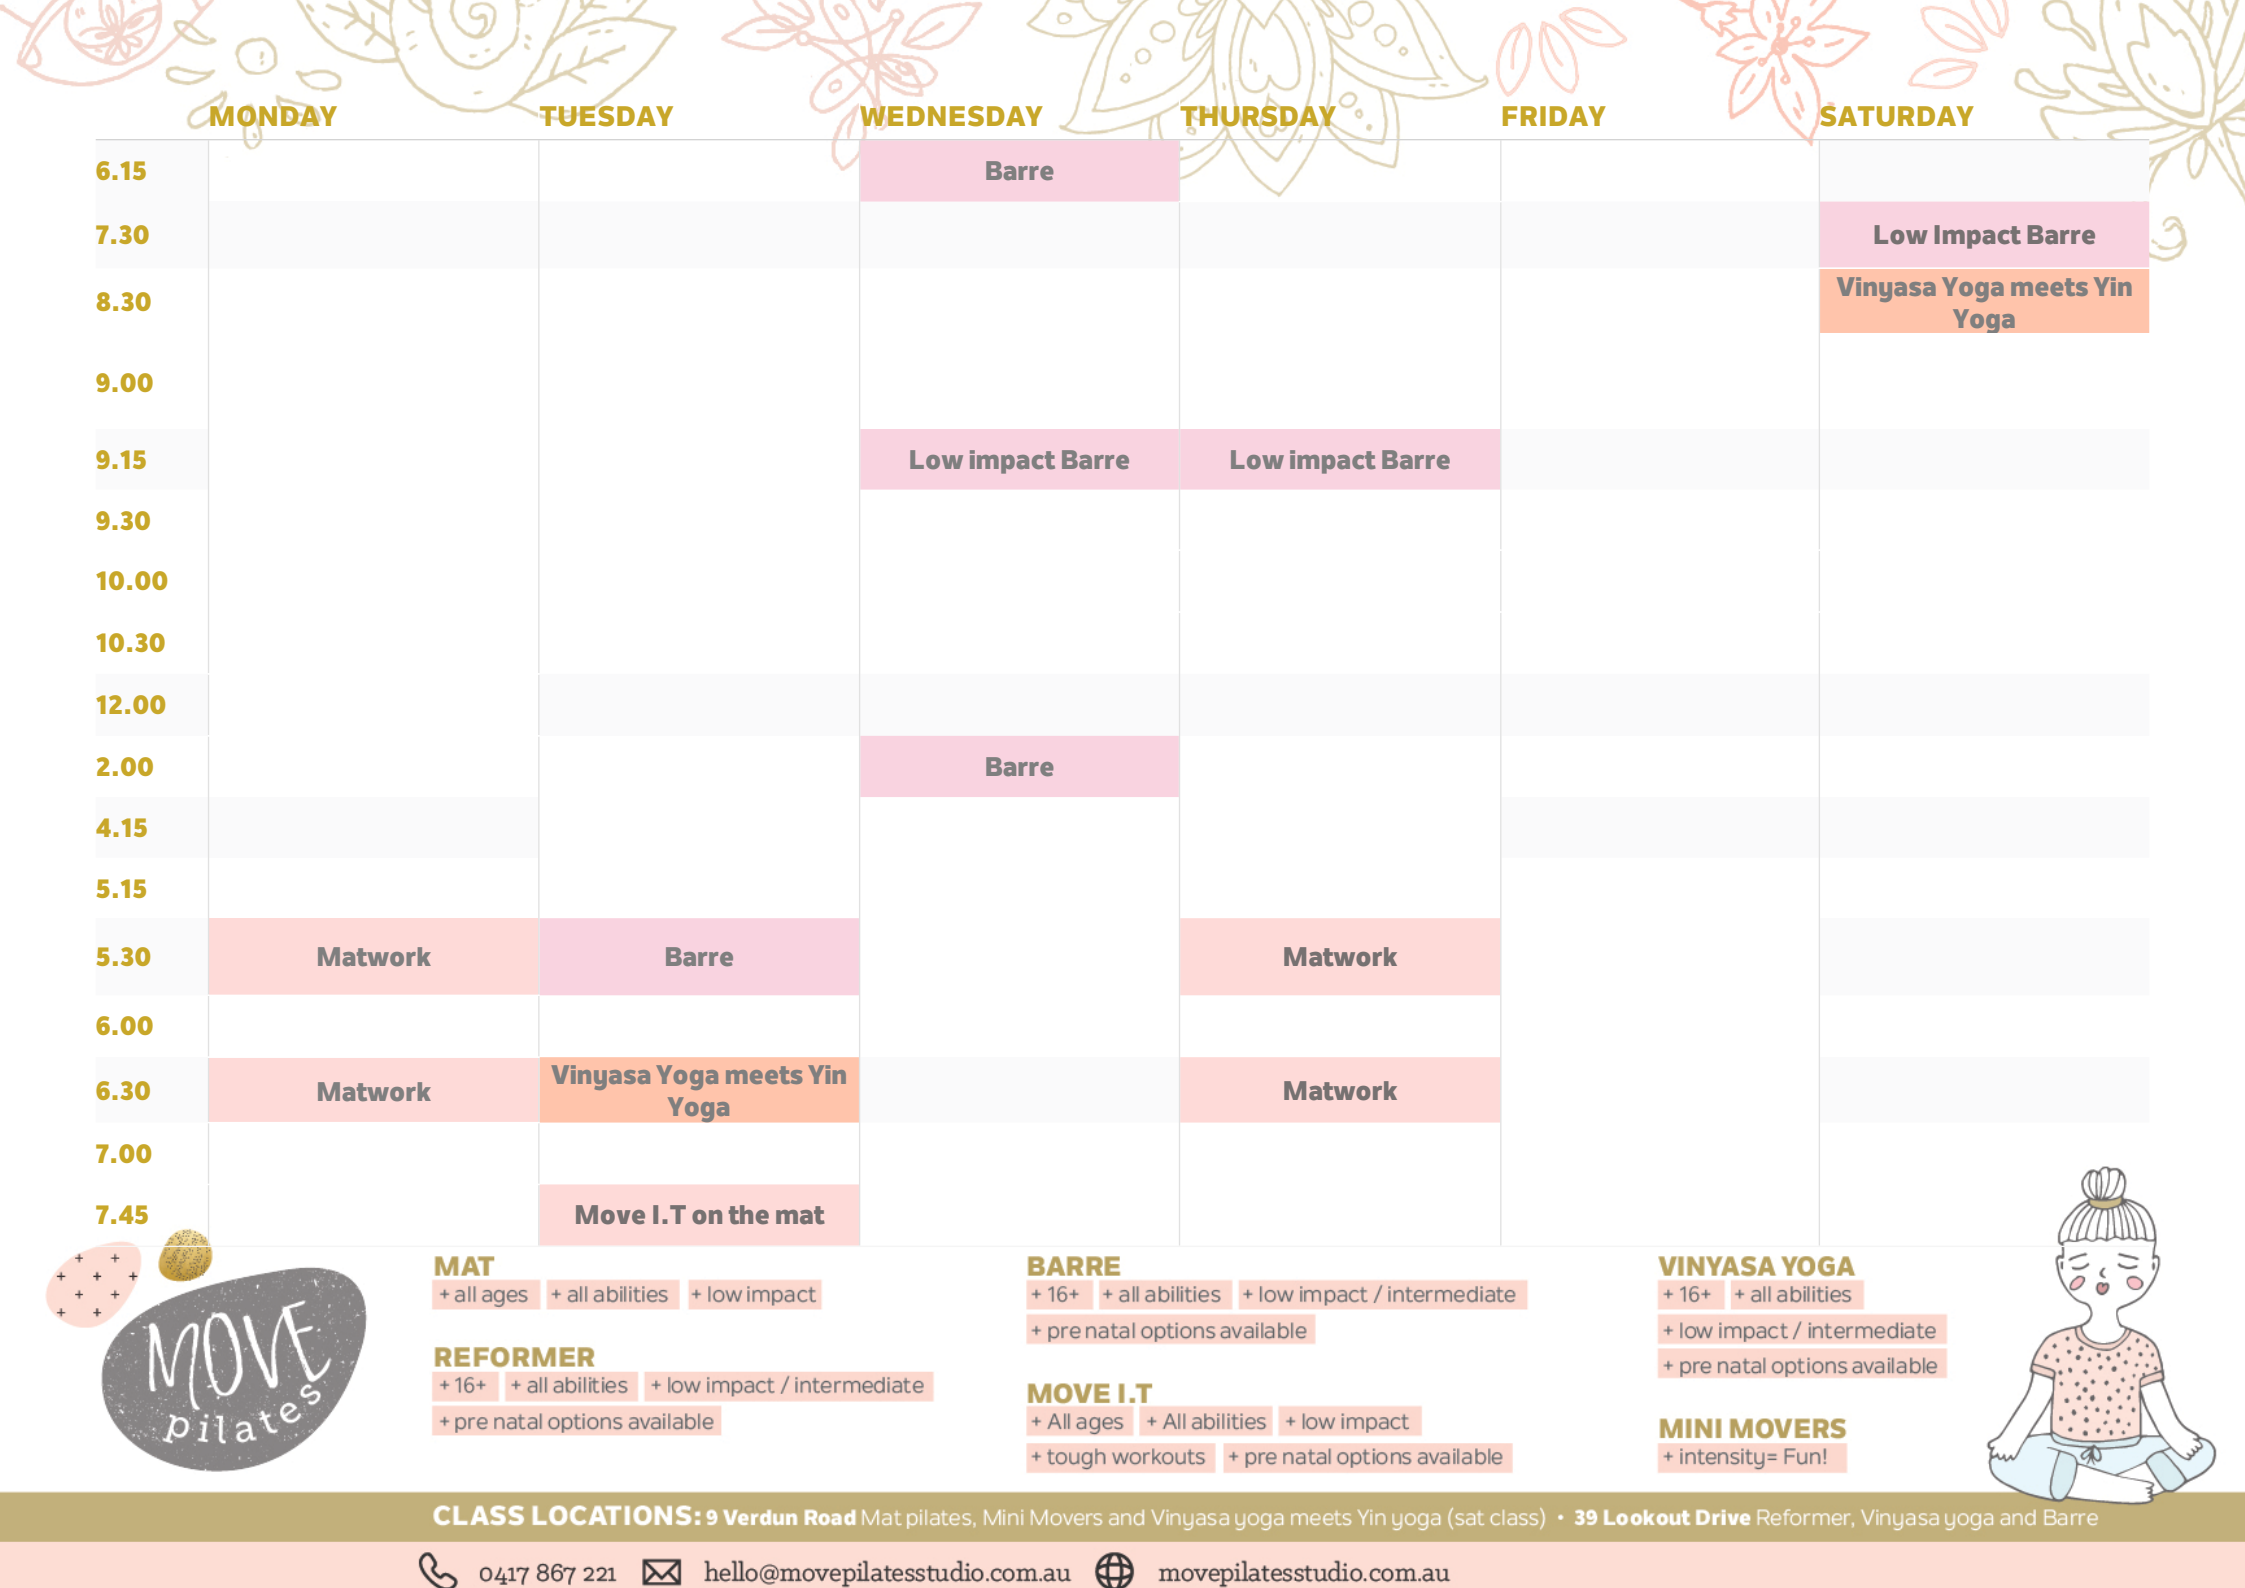 MONDAY TUESDAY WEDNESDAY THURSDAY FRIDAY SATURDAY
6.15 Barre
7.30 Low Impact Barre
8.30 Vinyasa Yoga meets Yin
Yoga
9.00
9.15 Low impact Barre Low impact Barre
9.30
10.00
10.30
12.00
2.00 Barre
4.15
5.15
5.30 Matwork Barre Matwork
6.00
6.30 Matwork Vinyasa Yoga meets Yin
Yoga Matwork
7.00
7.45 Move I.T on the mat
MOVE
pilates
MAT
+ all ages + all abilities + low impact
REFORMER
+ 16+ + all abilities + low impact / intermediate
+ pre natal options available
BARRE
+ 16+ + all abilities + low impact / intermediate
+ pre natal options available
MOVE I.T
+ All ages + All abilities + low impact
+ tough workouts + pre natal options available
VINYASA YOGA
+ 16+ + all abilities
+ low impact / intermediate
+ pre natal options available
MINI MOVERS
+ intensity= Fun!
CLASS LOCATIONS: 9 Verdun Road Mat pilates, Mini Movers and Vinyasa yoga meets Yin yoga (sat class) • 39 Lookout Drive Reformer, Vinyasa yoga and Barre
0417 867 221 hello@movepilatesstudio.com.au movepilatesstudio.com.au